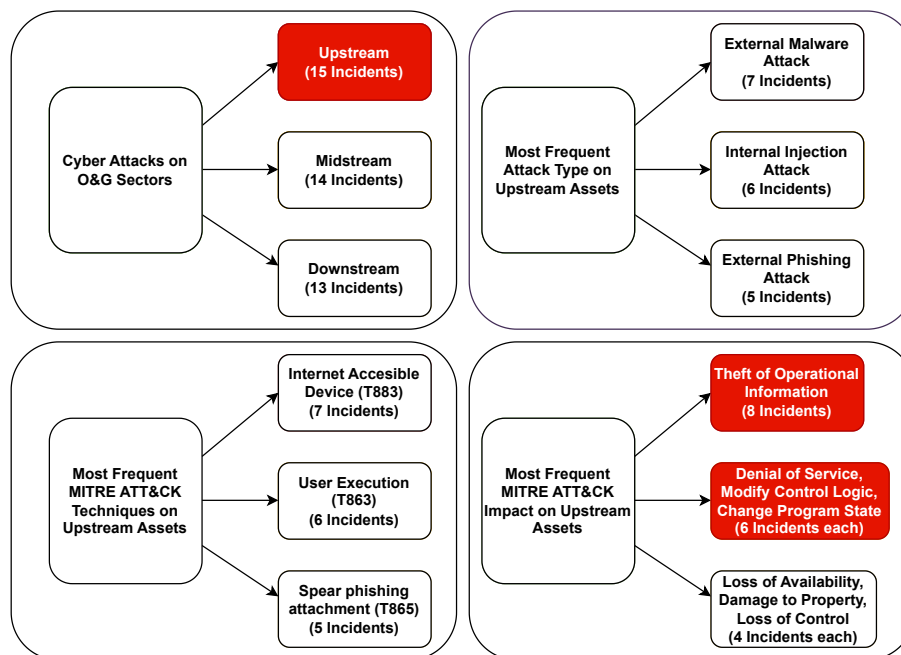 Cyber Attacks on
O&G Sectors
Upstream
(15 Incidents)
Midstream
(14 Incidents)
Downstream
(13 Incidents)
Most Frequent
Attack Type on
Upstream Assets
External Malware
Attack
(7 Incidents)
Internal Injection
Attack
(6 Incidents)
External Phishing
Attack
(5 Incidents)
Most Frequent
MITRE ATT&CK
Techniques on
Upstream Assets
Internet Accesible
Device (T883)
(7 Incidents)
User Execution
(T863)
(6 Incidents)
Spear phishing
attachment (T865)
(5 Incidents)
Most Frequent
MITRE ATT&CK
Impact on Upstream
Assets
Theft of Operational
Information
(8 Incidents)
Denial of Service,
Modify Control Logic,
Change Program State
(6 Incidents each)
Loss of Availability,
Damage to Property,
Loss of Control
(4 Incidents each)